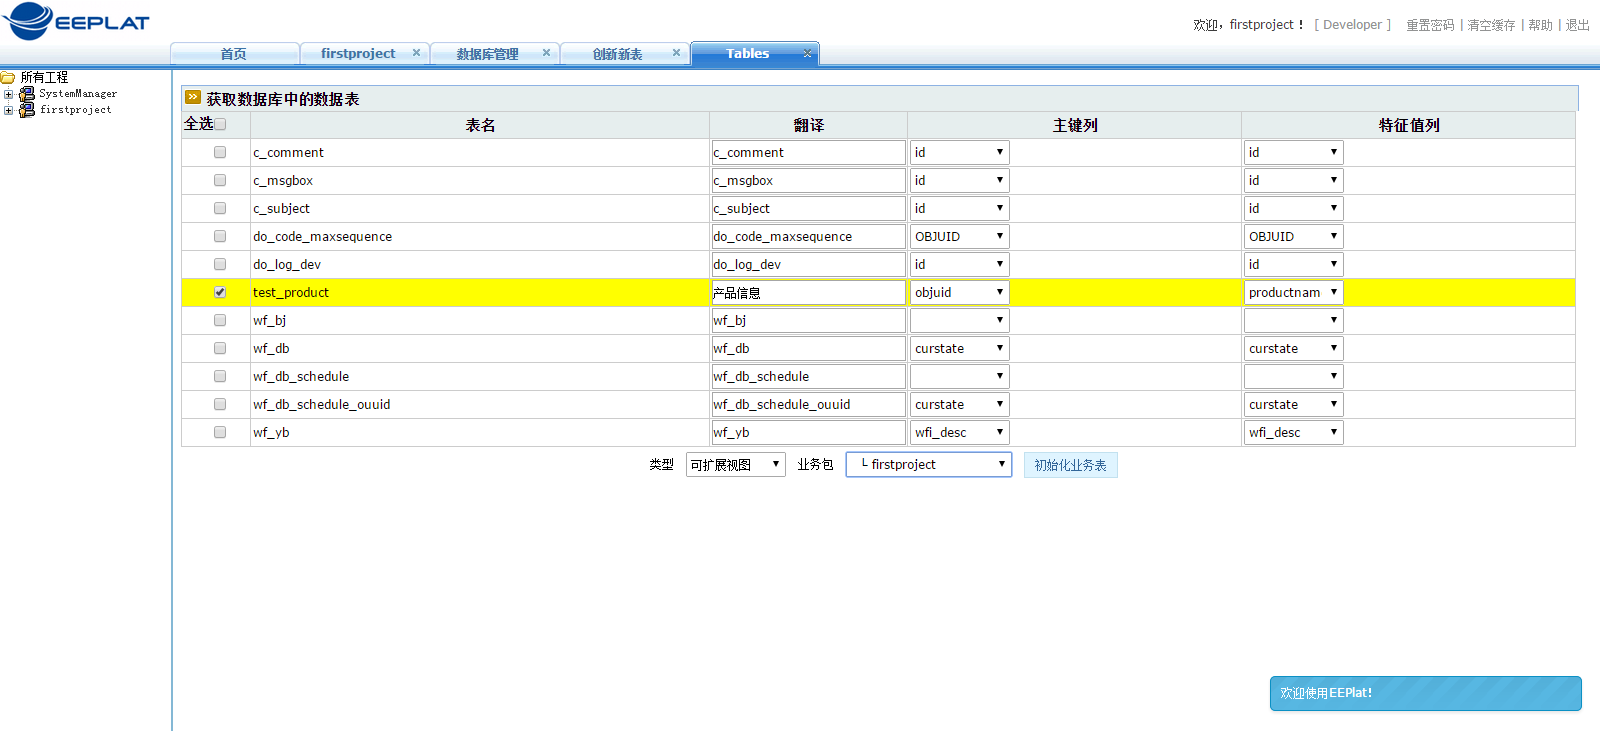 EEPLAT
欢迎，firstproject！ [ Developer ] 重置密码 | 清空缓存 | 帮助 | 退出
首页 firstproject × 数据库管理 × 创新新表 × Tables ×
所有工程
SystemManager
firstproject
获取数据库中的数据表
全选 表名 翻译 主键列 特征值列
c_comment c_comment id id
c_msgbox c_msgbox id id
c_subject c_subject id id
do_code_maxsequence do_code_maxsequence OBJUID OBJUID
do_log_dev do_log_dev id id
test_product 产品信息 objuid productnam
wf_bj wf_bj
wf_db wf_db curstate curstate
wf_db_schedule wf_db_schedule
wf_db_schedule_ouuid wf_db_schedule_ouuid curstate curstate
wf_yb wf_yb wfi_desc wfi_desc
类型 可扩展视图 业务包 └ firstproject 初始化业务表
欢迎使用EEPlat!